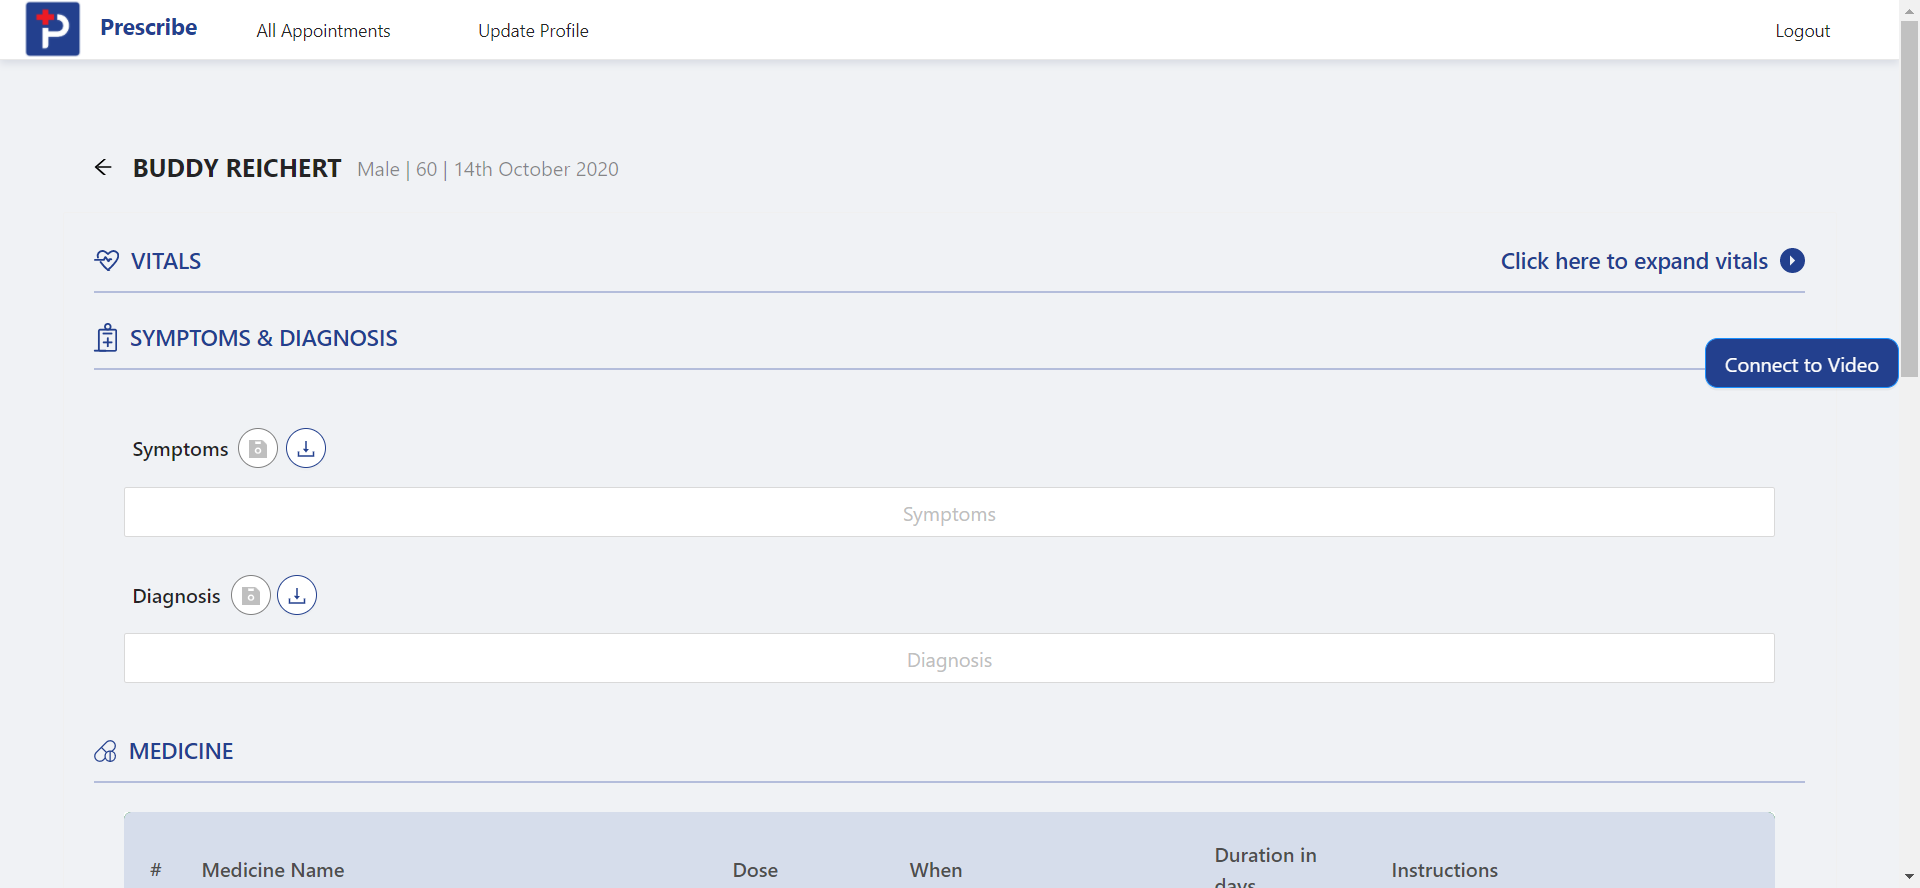 Prescribe
All Appointments
Update Profile
Logout
BUDDY REICHERT Male | 60 | 14th October 2020
VITALS
Click here to expand vitals
SYMPTOMS & DIAGNOSIS
Connect to Video
Symptoms
Symptoms
Diagnosis
Diagnosis
MEDICINE
# Medicine Name Dose When Duration in days Instructions